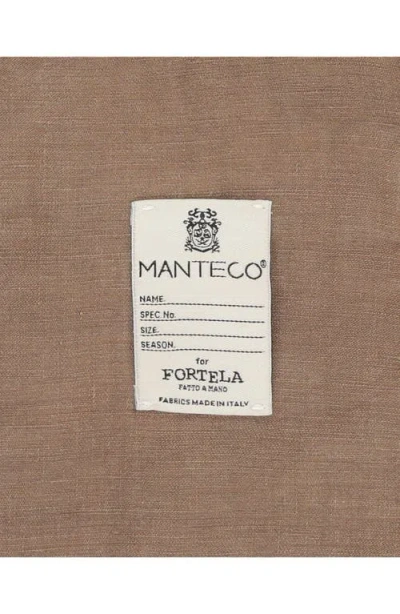 MANTECO®
NAME.
SPEC. No.
SIZE.
SEASON.
for
FORTELA
FATTO A MANO
FABRICS MADE IN ITALY